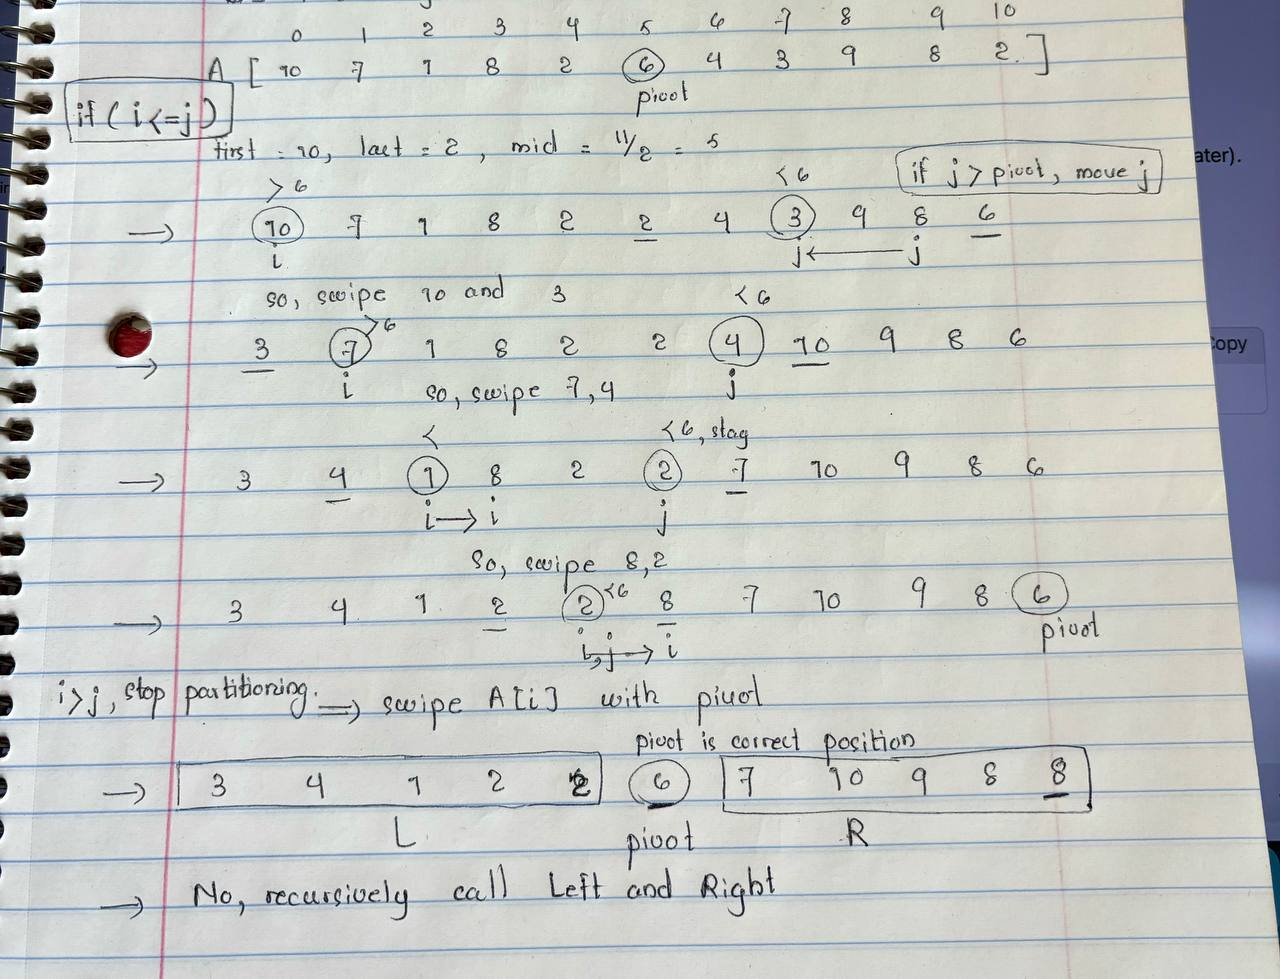 0 1 2 3 4 5 6 7 8 9 10
A [ 10 7 1 8 2 6 4 3 9 8 2 ]
pivot
if ( i <= j )
first = 10, last = 2, mid = 11/2 = 5
ater).
if j > pivot, move j
> 6 < 6
→ 10 7 1 8 2 2 4 3 9 8 6
i j ← j
so, swipe 10 and 3
> 6 < 6
→ 3 7 1 8 2 2 4 10 9 8 6
opy
i j
so, swipe 7, 4
< < 6, stay
→ 3 4 1 8 2 2 7 10 9 8 6
i → i j
so, swipe 8, 2
→ 3 4 1 2 2 <6 8 7 10 9 8 6
i, j → i pivot
i > j, stop partitioning. ⇒ swipe A[i] with pivot
pivot is correct position
→ 3 4 1 2 2 6 7 10 9 8 8
L pivot R
→ No, recursively call Left and Right